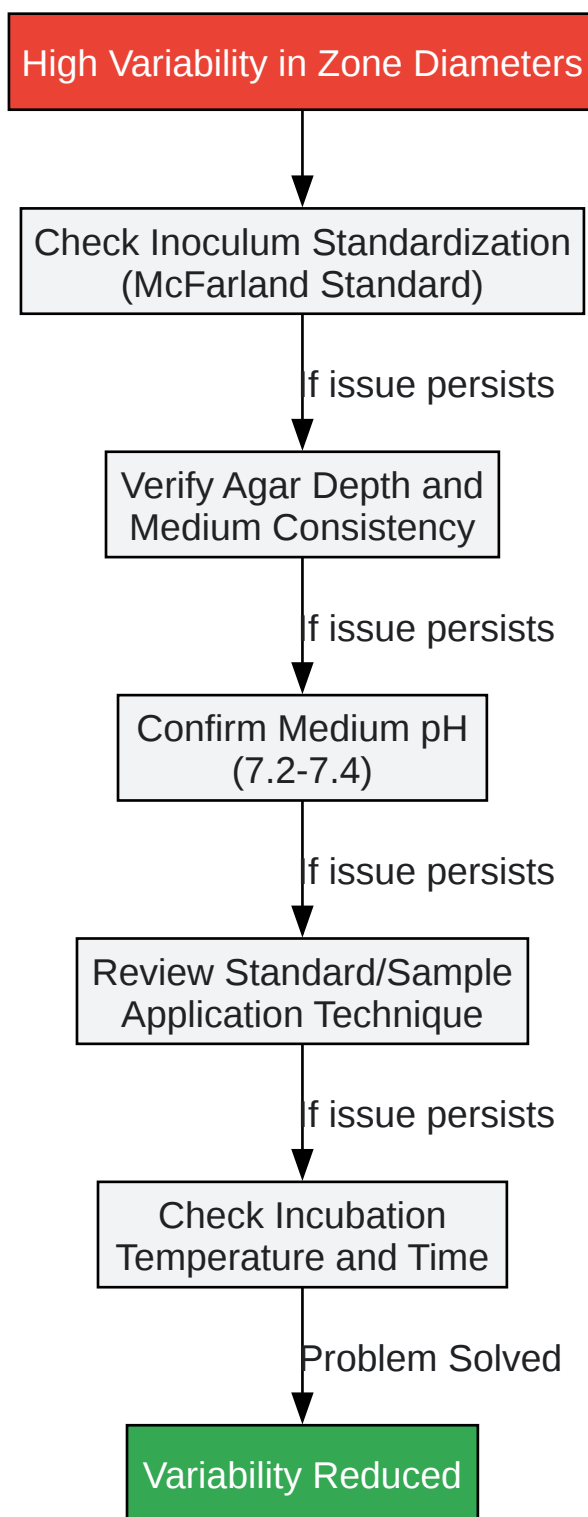 High Variability in Zone Diameters
Check Inoculum Standardization
(McFarland Standard)
If issue persists
Verify Agar Depth and
Medium Consistency
If issue persists
Confirm Medium pH
(7.2-7.4)
If issue persists
Review Standard/Sample
Application Technique
If issue persists
Check Incubation
Temperature and Time
Problem Solved
Variability Reduced